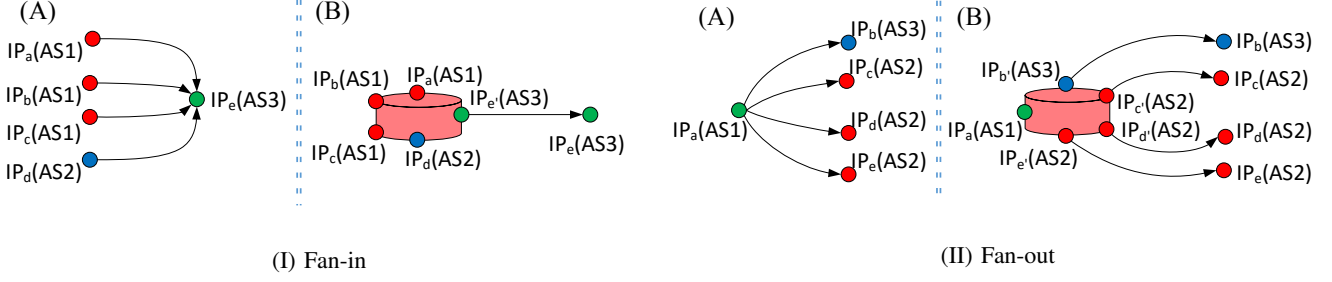 (A)
IPa(AS1)
IPb(AS1)
IPc(AS1)
IPd(AS2)
IPe(AS3)
(B)
IPb(AS1)
IPa(AS1)
IPe'(AS3)
IPc(AS1)
IPd(AS2)
IPe(AS3)
(I) Fan-in
(A)
IPb(AS3)
IPc(AS2)
IPa(AS1)
IPd(AS2)
IPe(AS2)
(B)
IPb'(AS3)
IPb(AS3)
IPc(AS2)
IPc'(AS2)
IPa(AS1)
IPd'(AS2)
IPd(AS2)
IPe'(AS2)
IPe(AS2)
(II) Fan-out